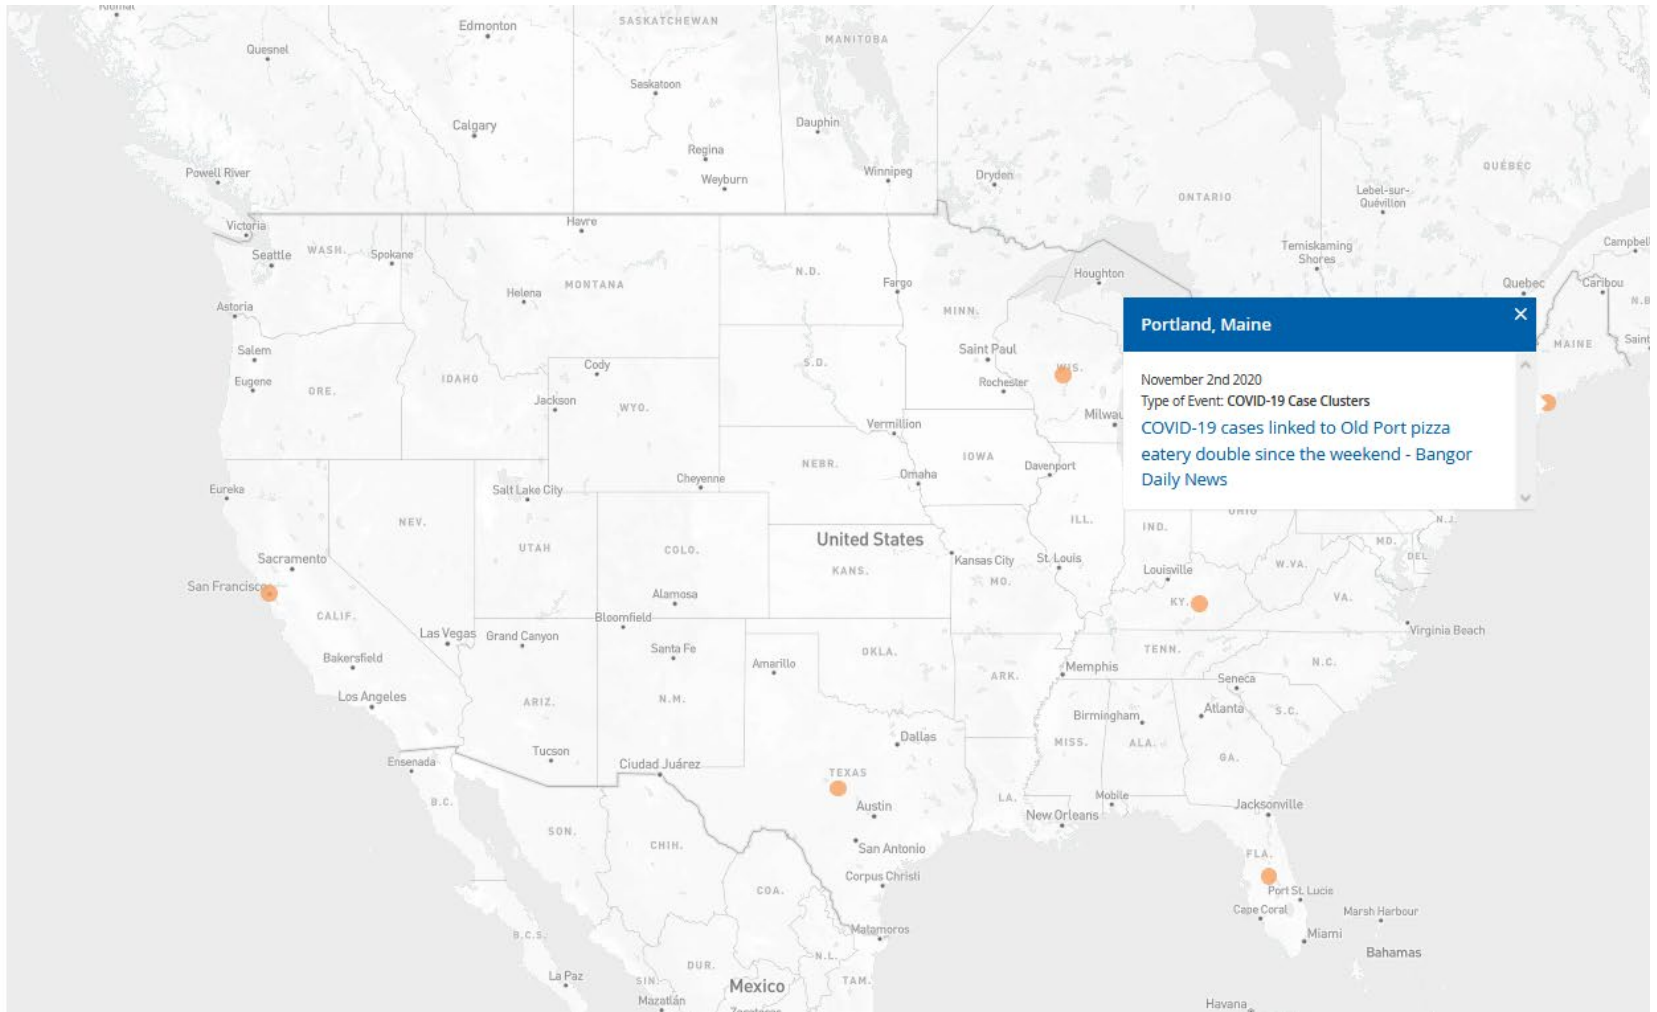 Kitimat
Edmonton
SASKATCHEWAN
MANITOBA
Quesnel
Saskatoon
Calgary
Dauphin
Regina
Powell River
Weyburn
Winnipeg
Dryden
QUÉBEC
ONTARIO
Lebel-sur-
Quévillon
Victoria
Havre
Seattle
WASH.
Spokane
Temiskaming
Shores
Campbel
N.D.
Houghton
MONTANA
Helena
Fargo
Quebec
Caribou
N.B
Astoria
MINN.
Portland, Maine
Salem
Saint Paul
MAINE
Saint
Cody
S.D.
WIS.
Eugene
IDAHO
Rochester
November 2nd 2020
ORE.
Jackson
WYO.
Type of Event: COVID-19 Case Clusters
Milwau
Vermillion
COVID-19 cases linked to Old Port pizza
eatery double since the weekend - Bangor
Daily News
NEBR.
IOWA
Davenport
Omaha
Cheyenne
Eureka
Salt Lake City
NEV.
ILL.
IND.
OHIO
N.J.
United States
UTAH
COLO.
MD.
DEL.
Sacramento
Kansas City
St. Louis
KANS.
MO.
Louisville
W.VA.
San Francisco
Alamosa
KY.
VA.
CALIF.
Bloomfield
Las Vegas
Grand Canyon
Virginia Beach
Santa Fe
OKLA.
TENN.
Bakersfield
Amarillo
Memphis
N.C.
ARK.
Seneca
Los Angeles
ARIZ.
N.M.
Birmingham
Atlanta
S.C.
Dallas
MISS.
ALA.
Tucson
Ensenada
Ciudad Juárez
GA.
TEXAS
B.C.
Austin
LA.
Mobile
Jacksonville
New Orleans
SON.
CHIH.
San Antonio
FLA.
Corpus Christi
COA.
Port St. Lucie
Cape Coral
Marsh Harbour
B.C.S.
Matamoros
Miami
Bahamas
DUR.
N.L.
La Paz
SIN.
Mexico
TAM.
Mazatlán
Zacatecas
Havana